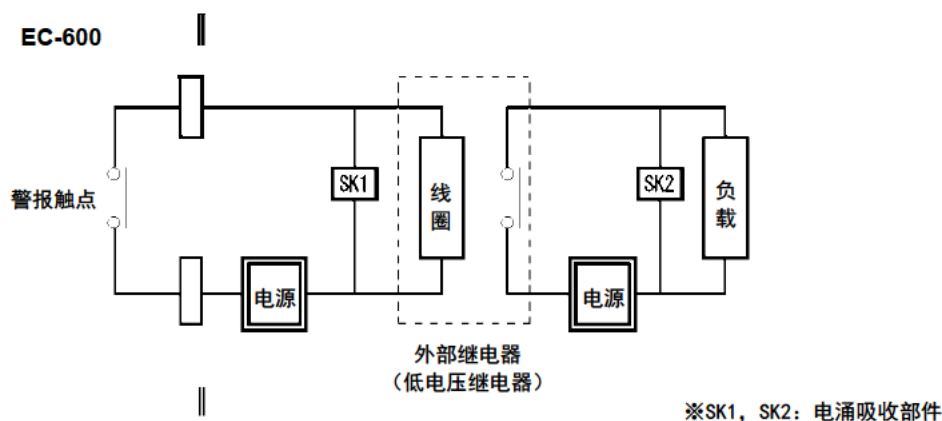 EC-600
警报触点
SK1
线圈
SK2
负载
电源
电源
外部继电器
（低电压继电器）
※SK1, SK2: 电涌吸收部件